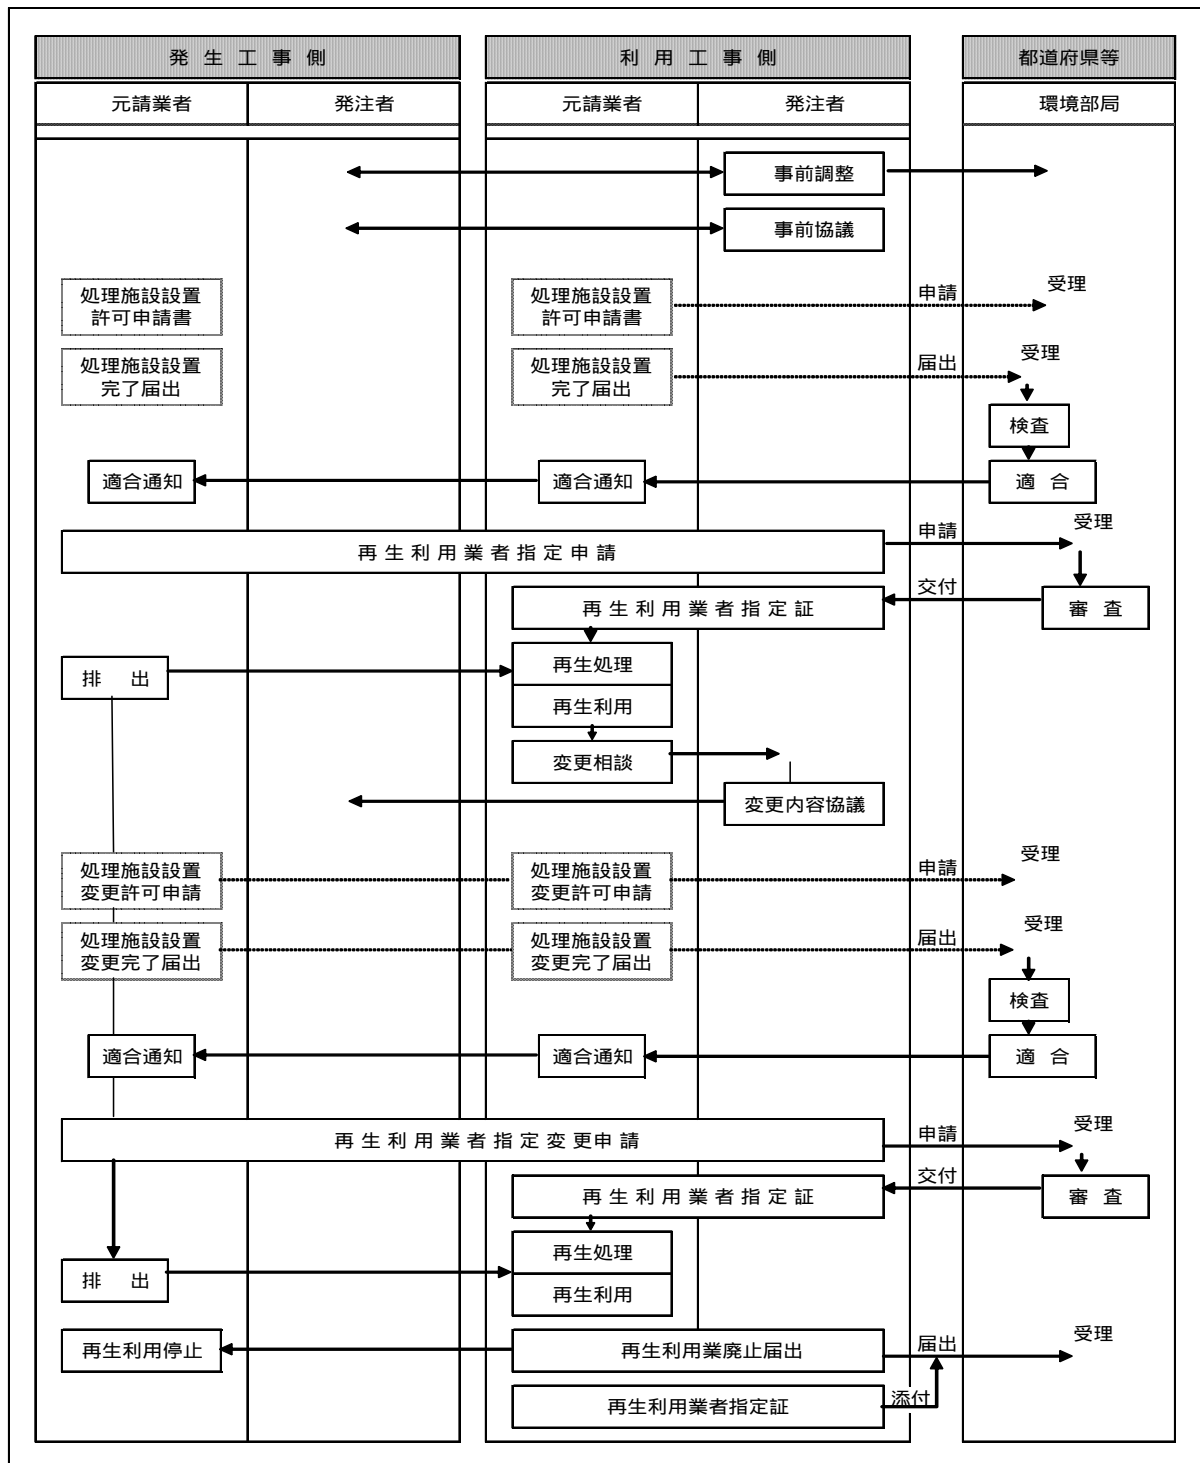 発生工事側
利用工事側
都道府県等
元請業者
発注者
元請業者
発注者
環境部局
事前調整
事前協議
処理施設設置
許可申請書
処理施設設置
許可申請書
申請
受理
処理施設設置
完了届出
処理施設設置
完了届出
届出
受理
検査
適合通知
適合通知
適合
再生利用業者指定申請
申請
受理
再生利用業者指定証
交付
審査
排出
再生処理
再生利用
変更相談
変更内容協議
処理施設設置
変更許可申請
処理施設設置
変更許可申請
申請
受理
処理施設設置
変更完了届出
処理施設設置
変更完了届出
届出
受理
検査
適合通知
適合通知
適合
再生利用業者指定変更申請
申請
受理
再生利用業者指定証
交付
審査
排出
再生処理
再生利用
再生利用停止
再生利用業廃止届出
届出
受理
再生利用業者指定証
添付